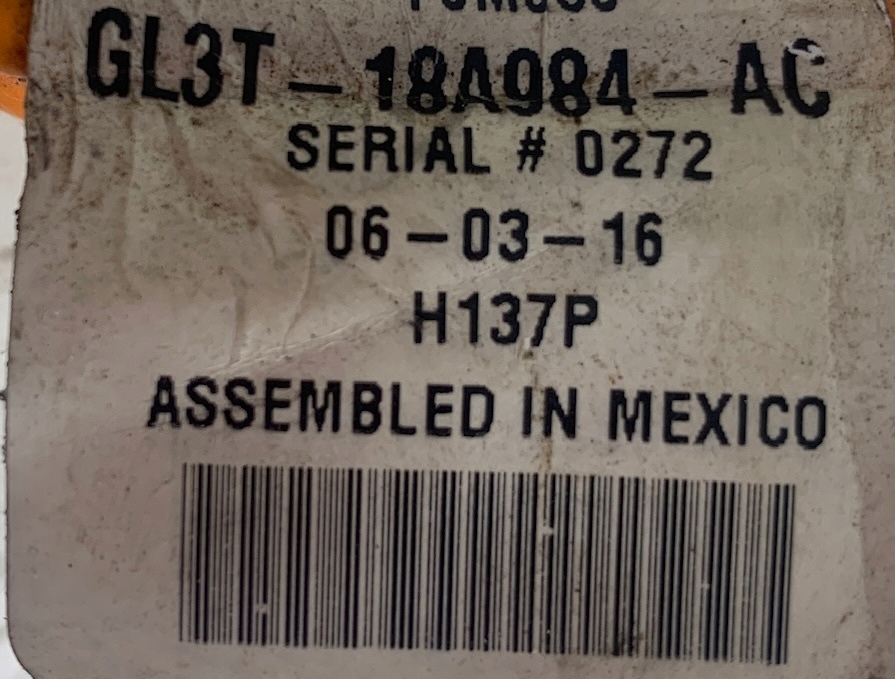 GL3T-18A984-AC
SERIAL # 0272
06-03-16
H137P
ASSEMBLED IN MEXICO